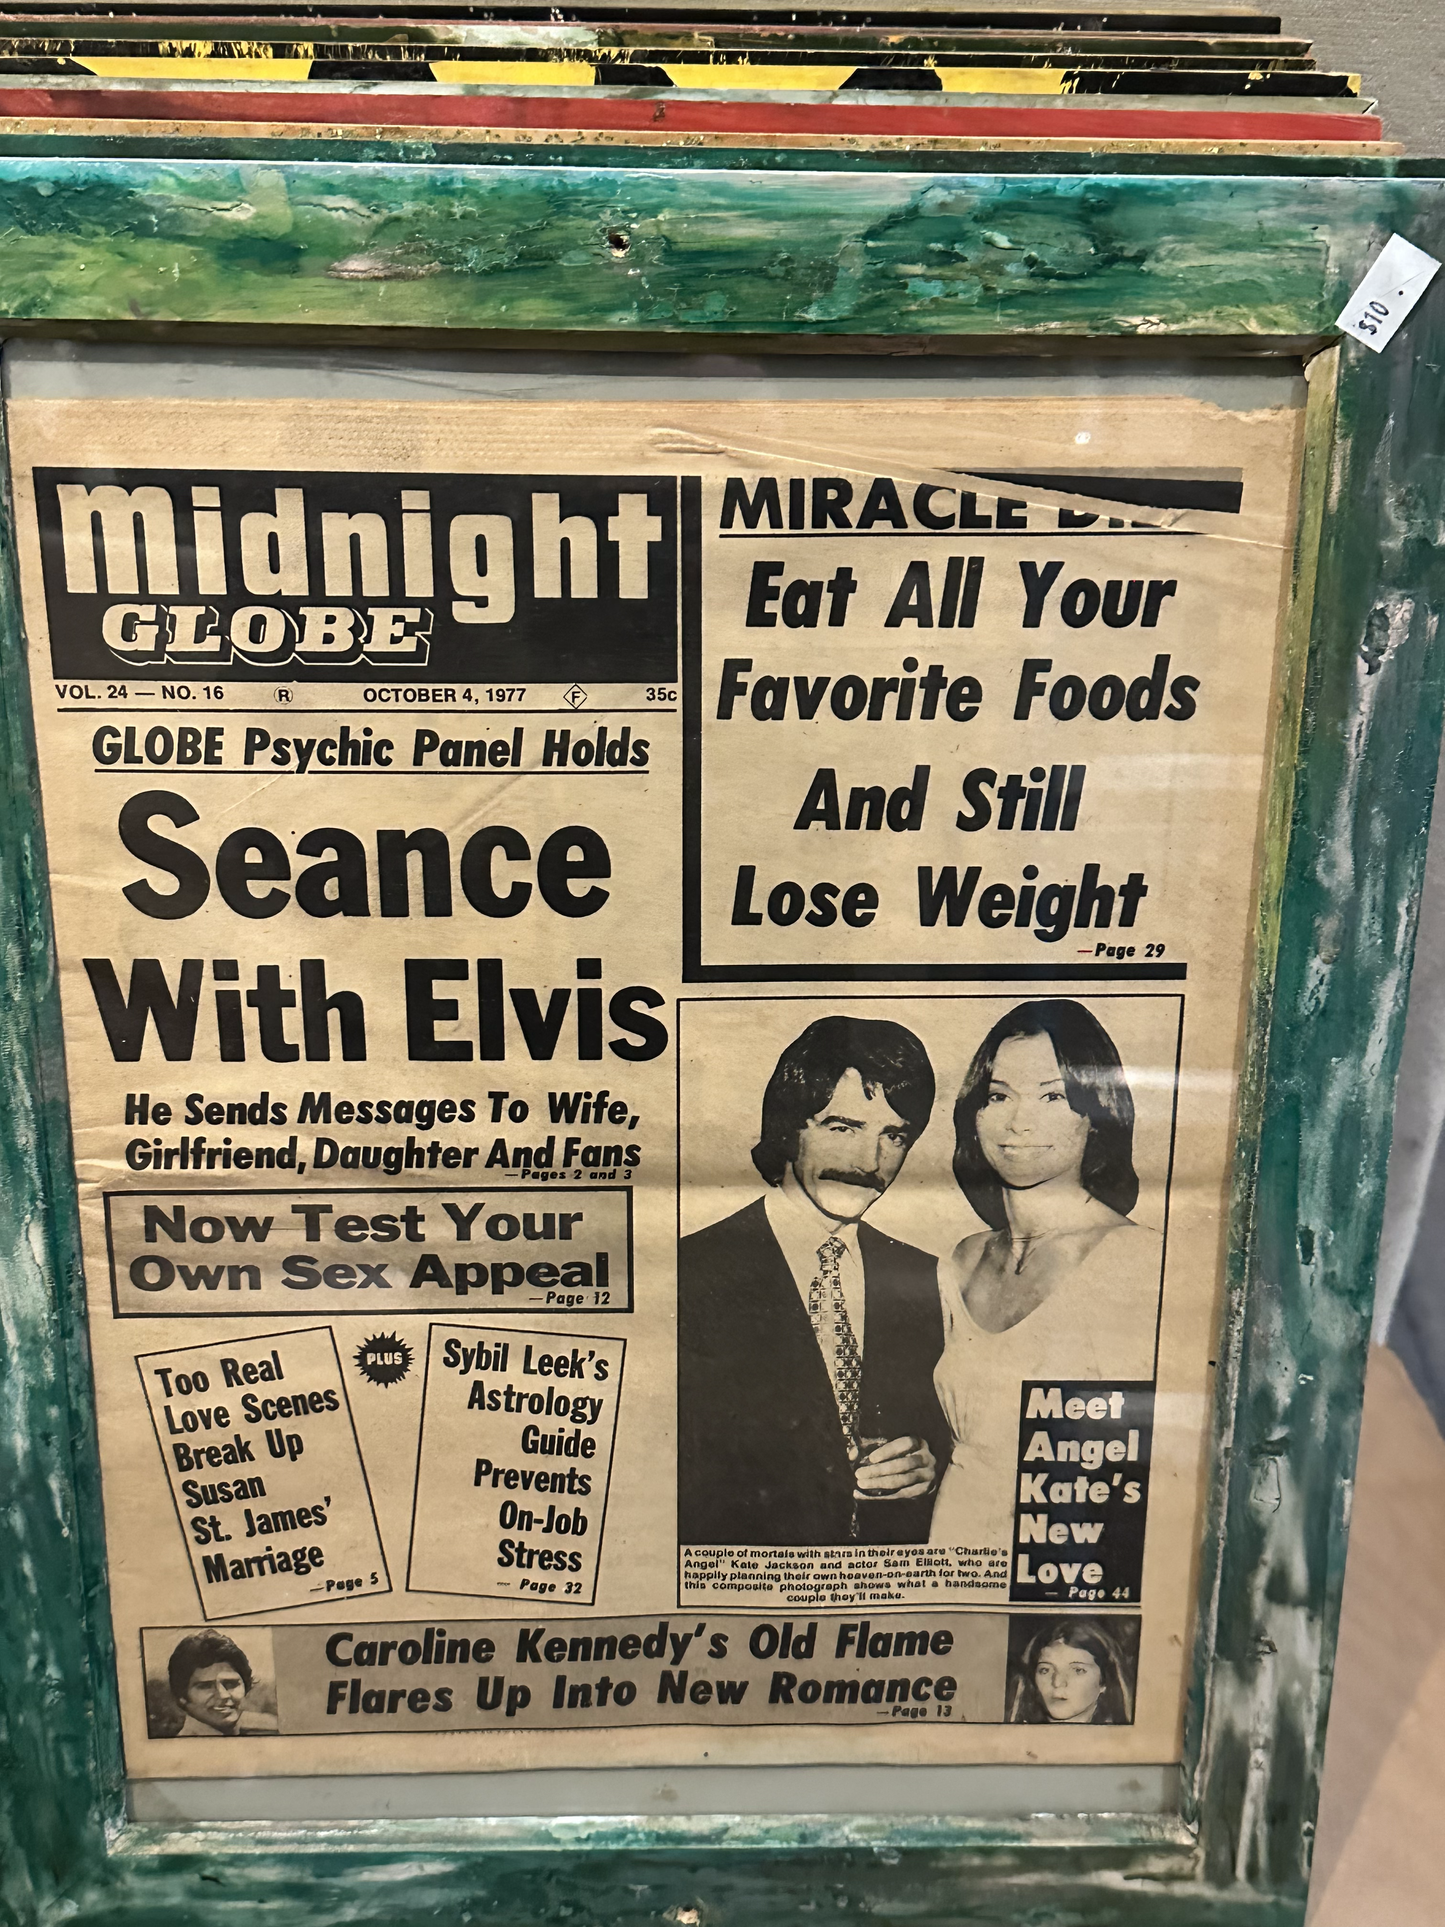 $10
Midnight
GLOBE
VOL. 24 — NO. 16 ® OCTOBER 4, 1977 F 35c
GLOBE Psychic Panel Holds
Seance
With Elvis
He Sends Messages To Wife,
Girlfriend, Daughter And Fans
—Pages 2 and 3
Now Test Your
Own Sex Appeal
—Page 12
Too Real
Love Scenes
Break Up
Susan
St. James'
Marriage
—Page 5
PLUS
Sybil Leek's
Astrology
Guide
Prevents
On-Job
Stress
— Page 32
MIRACLE
Eat All Your
Favorite Foods
And Still
Lose Weight
—Page 29
A couple of mortals with stars in their eyes are "Charlie's
Angel" Kate Jackson and actor Sam Elliott, who are
happily planning their own heaven-on-earth for two. And
this composite photograph shows what a handsome
couple they'll make.
Meet
Angel
Kate's
New
Love
— Page 44
Caroline Kennedy's Old Flame
Flares Up Into New Romance
—Page 13